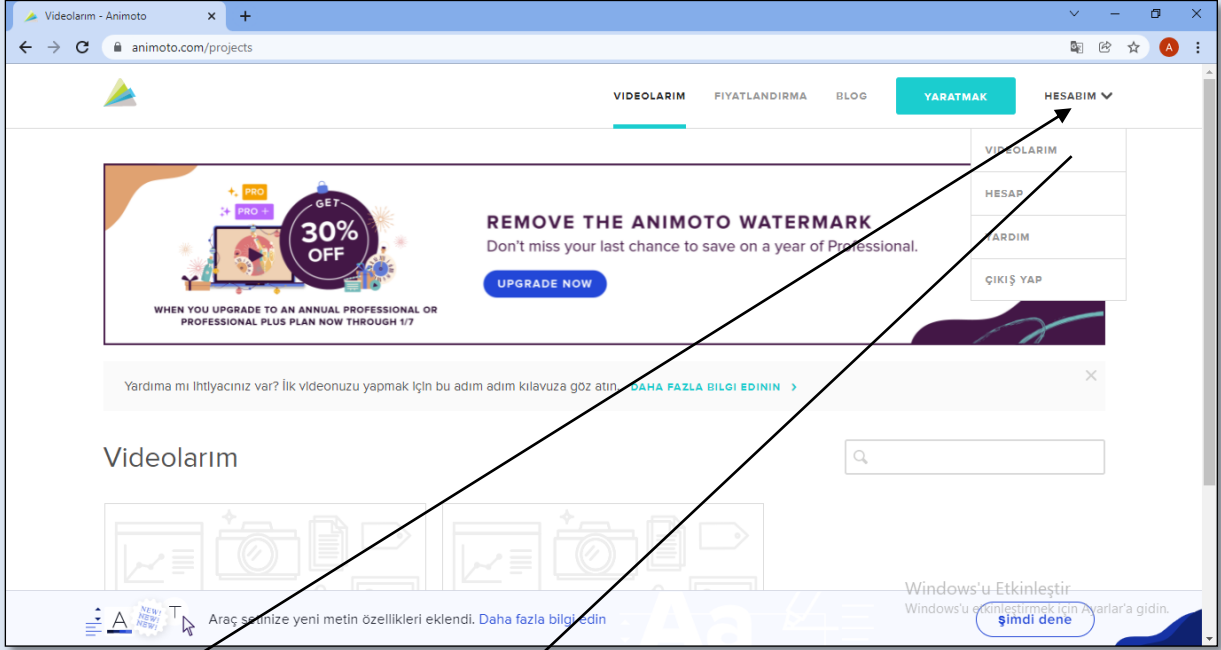 Videolarım - Animoto
animoto.com/projects
A
VIDEOLARIM
FIYATLANDIRMA
BLOG
YARATMAK
HESABIM
VIDEOLARIM
HESAP
YARDIM
ÇIKIŞ YAP
PRO
PRO +
GET
30%
OFF
WHEN YOU UPGRADE TO AN ANNUAL PROFESSIONAL OR
PROFESSIONAL PLUS PLAN NOW THROUGH 1/7
REMOVE THE ANIMOTO WATERMARK
Don't miss your last chance to save on a year of Professional.
UPGRADE NOW
Yardıma mı ihtiyacınız var? İlk videonuzu yapmak için bu adım adım kılavuza göz atın. DAHA FAZLA BILGI EDININ >
Videolarım
A
NEW!
NEW!
NEW!
T
Araç setinize yeni metin özellikleri eklendi. Daha fazla bilgi edin
Aa
Windows'u Etkinleştir
Windows'u etkinleştirmek için Ayarlar'a gidin.
şimdi dene